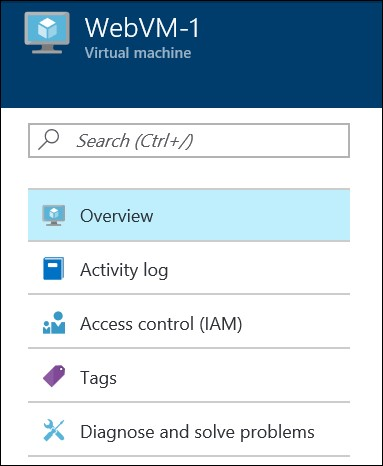 WebVM-1
Virtual machine
Search (Ctrl+/)
Overview
Activity log
Access control (IAM)
Tags
Diagnose and solve problems